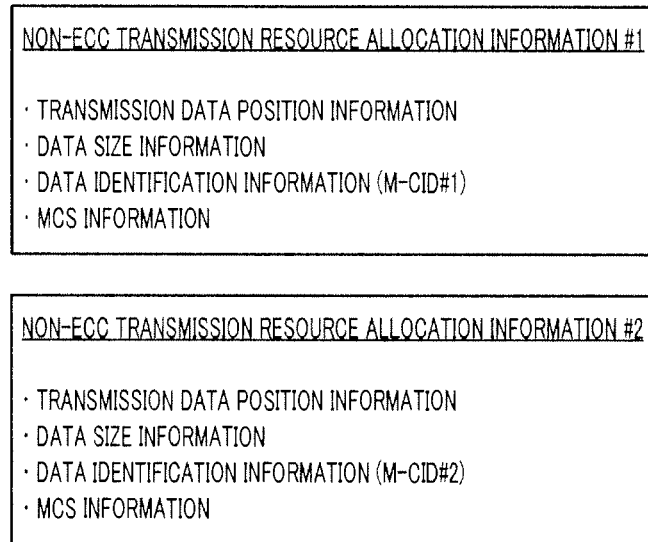 NON-ECC TRANSMISSION RESOURCE ALLOCATION INFORMATION #1
· TRANSMISSION DATA POSITION INFORMATION
· DATA SIZE INFORMATION
· DATA IDENTIFICATION INFORMATION (M-CID#1)
· MCS INFORMATION
NON-ECC TRANSMISSION RESOURCE ALLOCATION INFORMATION #2
· TRANSMISSION DATA POSITION INFORMATION
· DATA SIZE INFORMATION
· DATA IDENTIFICATION INFORMATION (M-CID#2)
· MCS INFORMATION